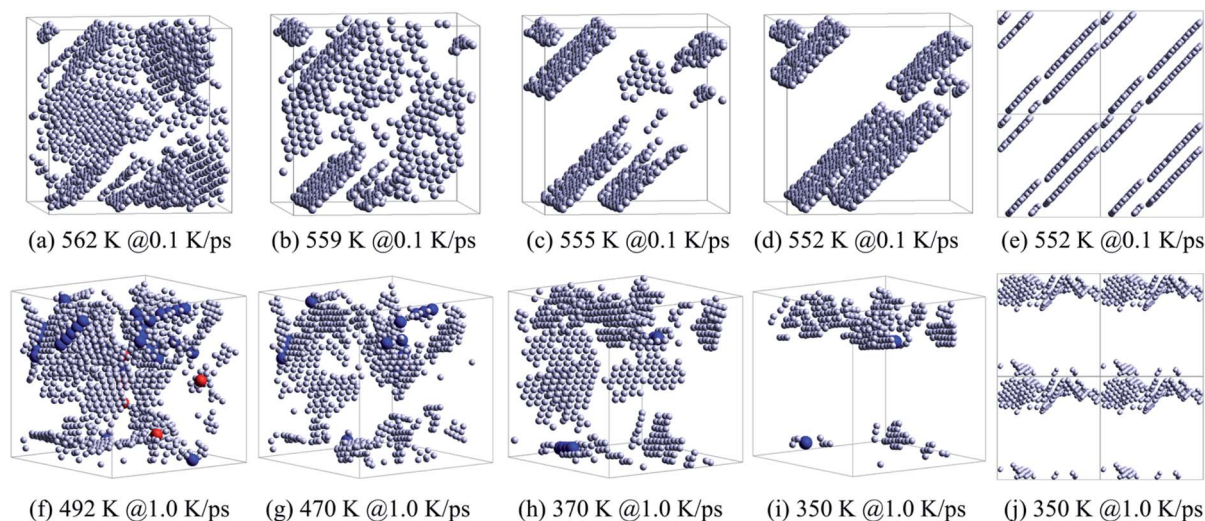 (a) 562 K @0.1 K/ps
(b) 559 K @0.1 K/ps
(c) 555 K @0.1 K/ps
(d) 552 K @0.1 K/ps
(e) 552 K @0.1 K/ps
(f) 492 K @1.0 K/ps
(g) 470 K @1.0 K/ps
(h) 370 K @1.0 K/ps
(i) 350 K @1.0 K/ps
(j) 350 K @1.0 K/ps